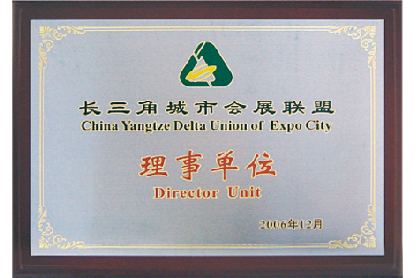 长三角城市会展联盟
China Yangtze Delta Union of Expo City
理事单位
Director Unit
2006年12月